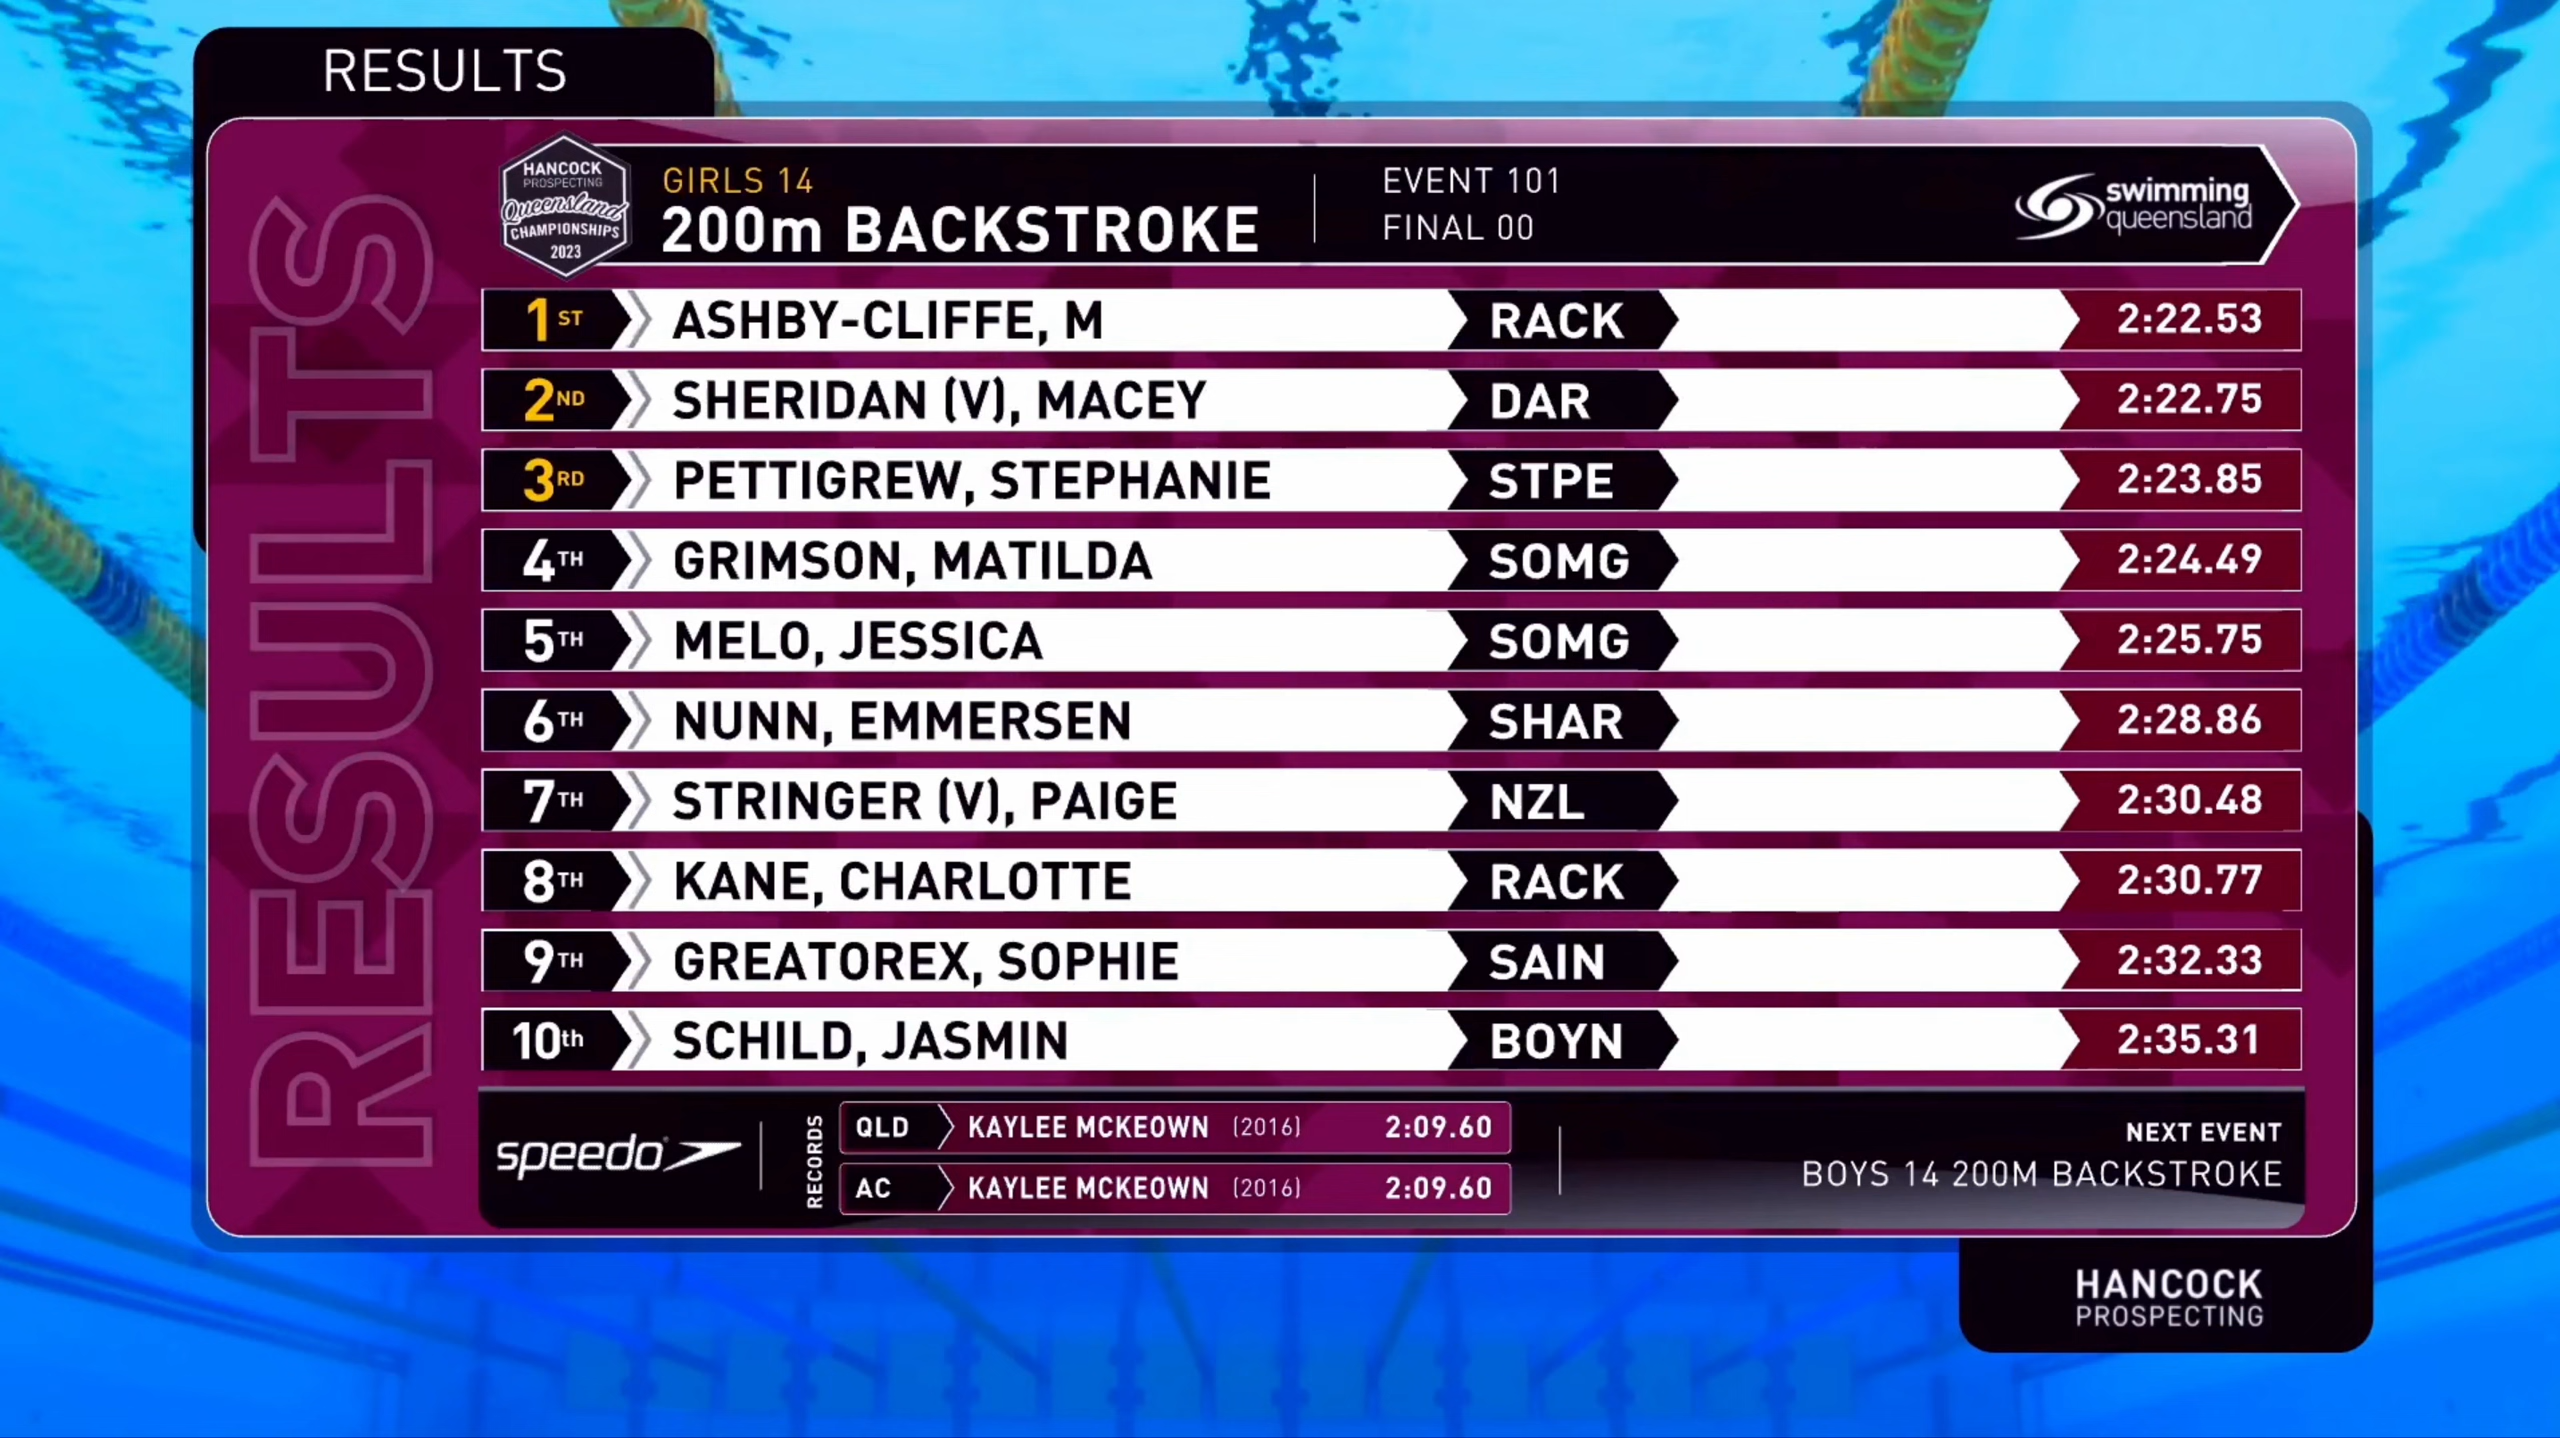 RESULTS
RESULTS
HANCOCK
PROSPECTING
Queensland
CHAMPIONSHIPS
2023
GIRLS 14
200m BACKSTROKE
EVENT 101
FINAL 00
swimming
queensland
1ST ASHBY-CLIFFE, M RACK 2:22.53
2ND SHERIDAN (V), MACEY DAR 2:22.75
3RD PETTIGREW, STEPHANIE STPE 2:23.85
4TH GRIMSON, MATILDA SOMG 2:24.49
5TH MELO, JESSICA SOMG 2:25.75
6TH NUNN, EMMERSEN SHAR 2:28.86
7TH STRINGER (V), PAIGE NZL 2:30.48
8TH KANE, CHARLOTTE RACK 2:30.77
9TH GREATOREX, SOPHIE SAIN 2:32.33
10th SCHILD, JASMIN BOYN 2:35.31
speedo
RECORDS
QLD KAYLEE MCKEOWN (2016) 2:09.60
AC KAYLEE MCKEOWN (2016) 2:09.60
NEXT EVENT
BOYS 14 200M BACKSTROKE
HANCOCK
PROSPECTING